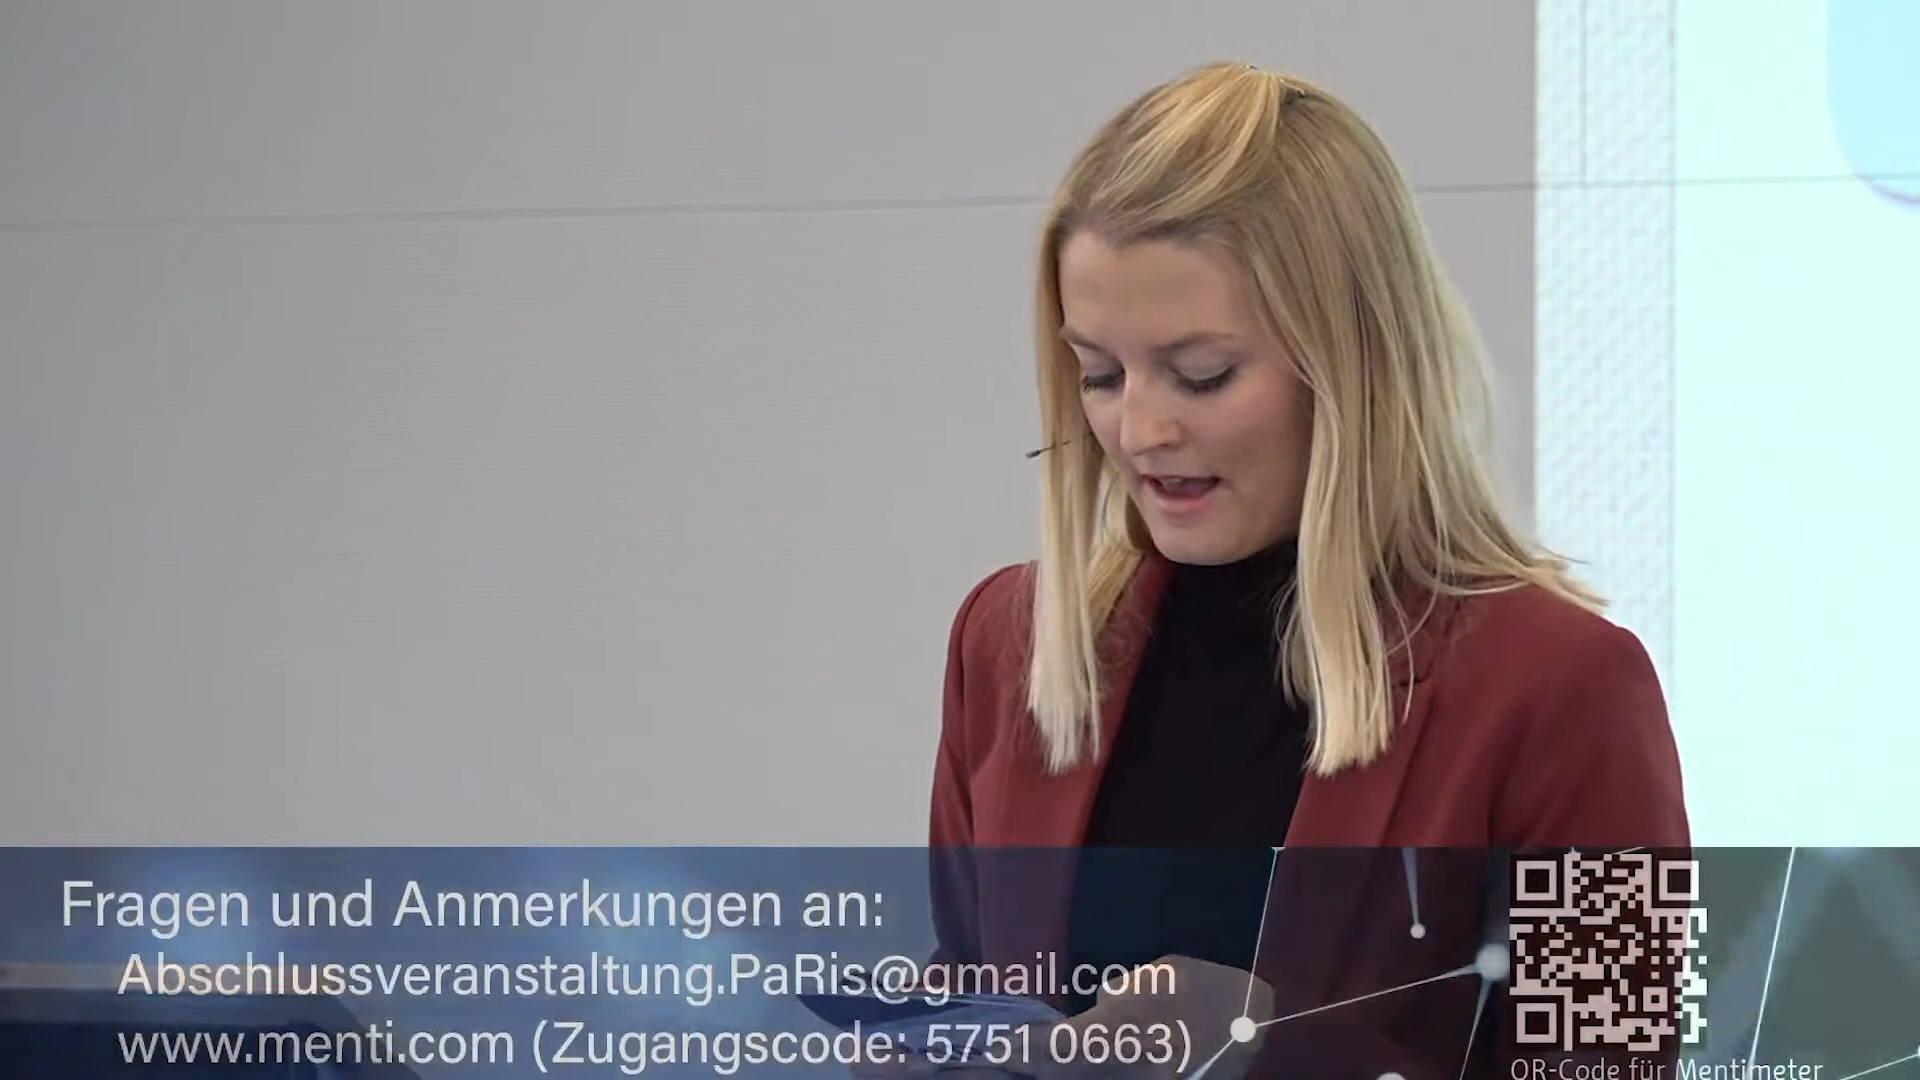 Fragen und Anmerkungen an:
Abschlussveranstaltung.PaRis@gmail.com
www.menti.com (Zugangscode: 5751 0663)
QR-Code für Mentimeter